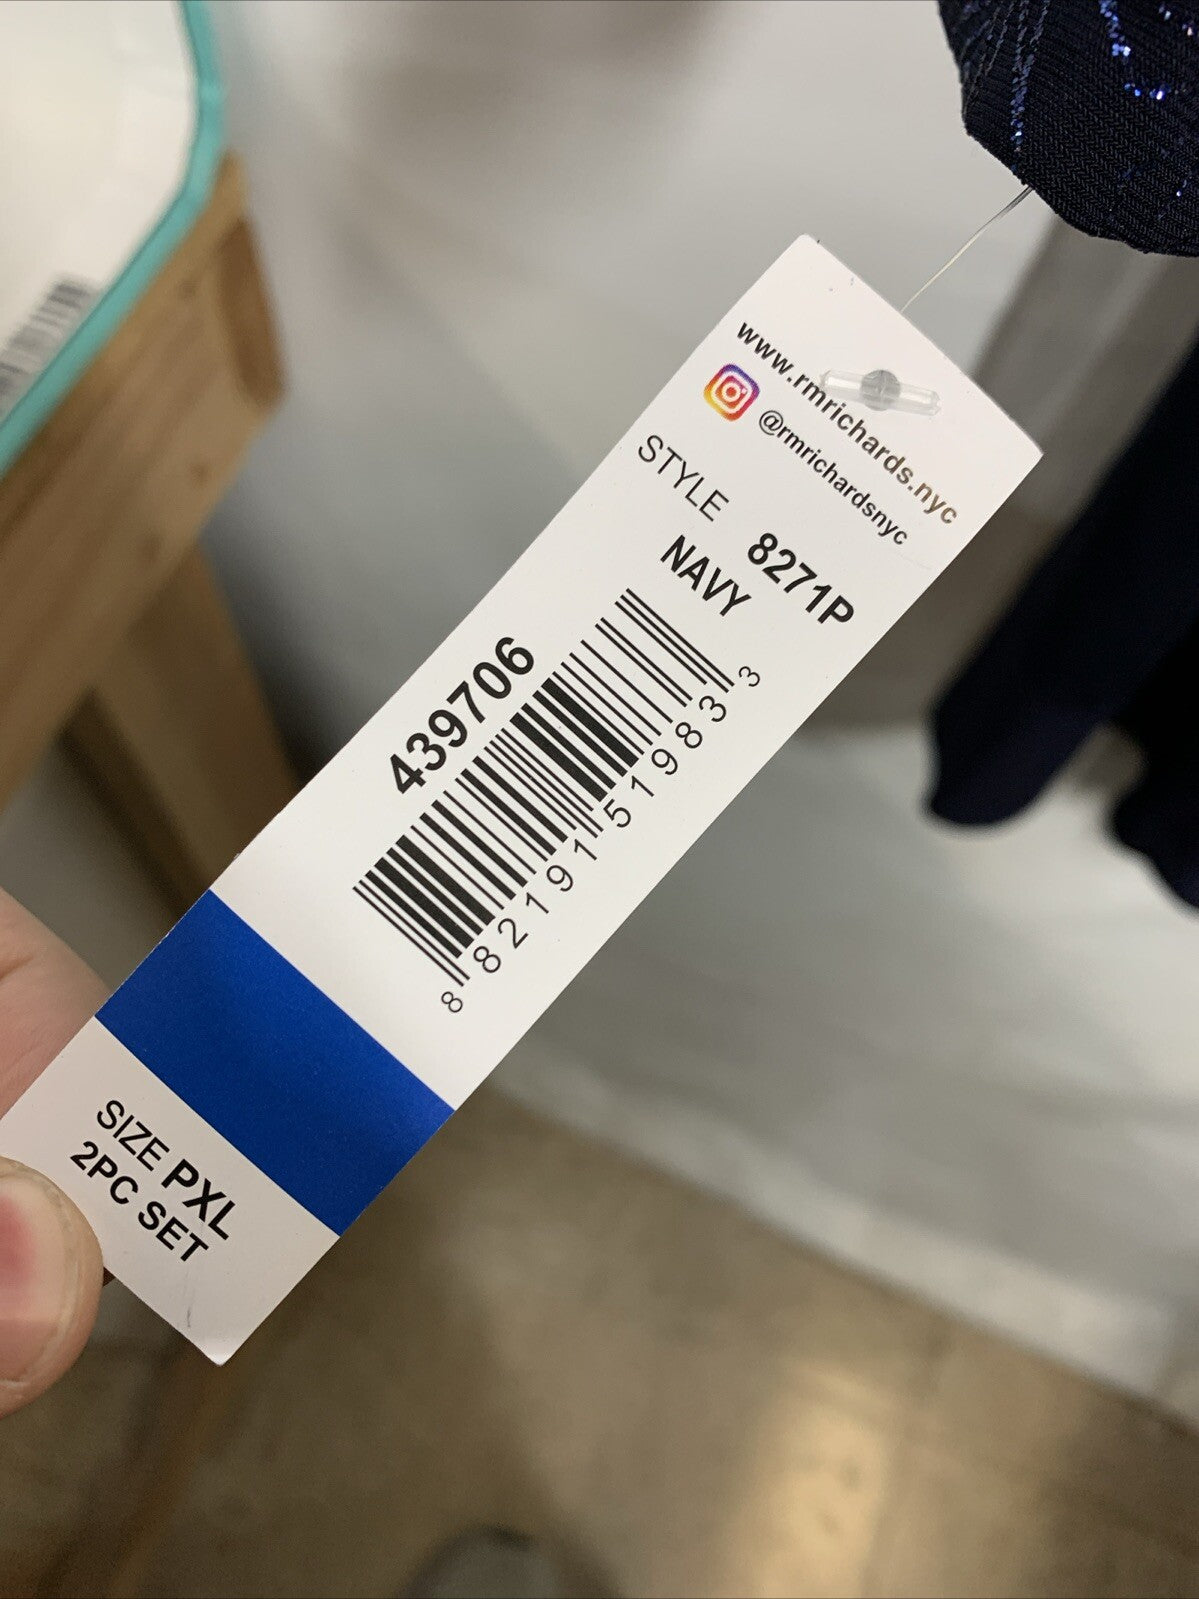 www.rmrichards.nyc
@rmrichardsnyc
STYLE 8271P
NAVY
439706
8 82191 51983 3
SIZE PXL
2PC SET